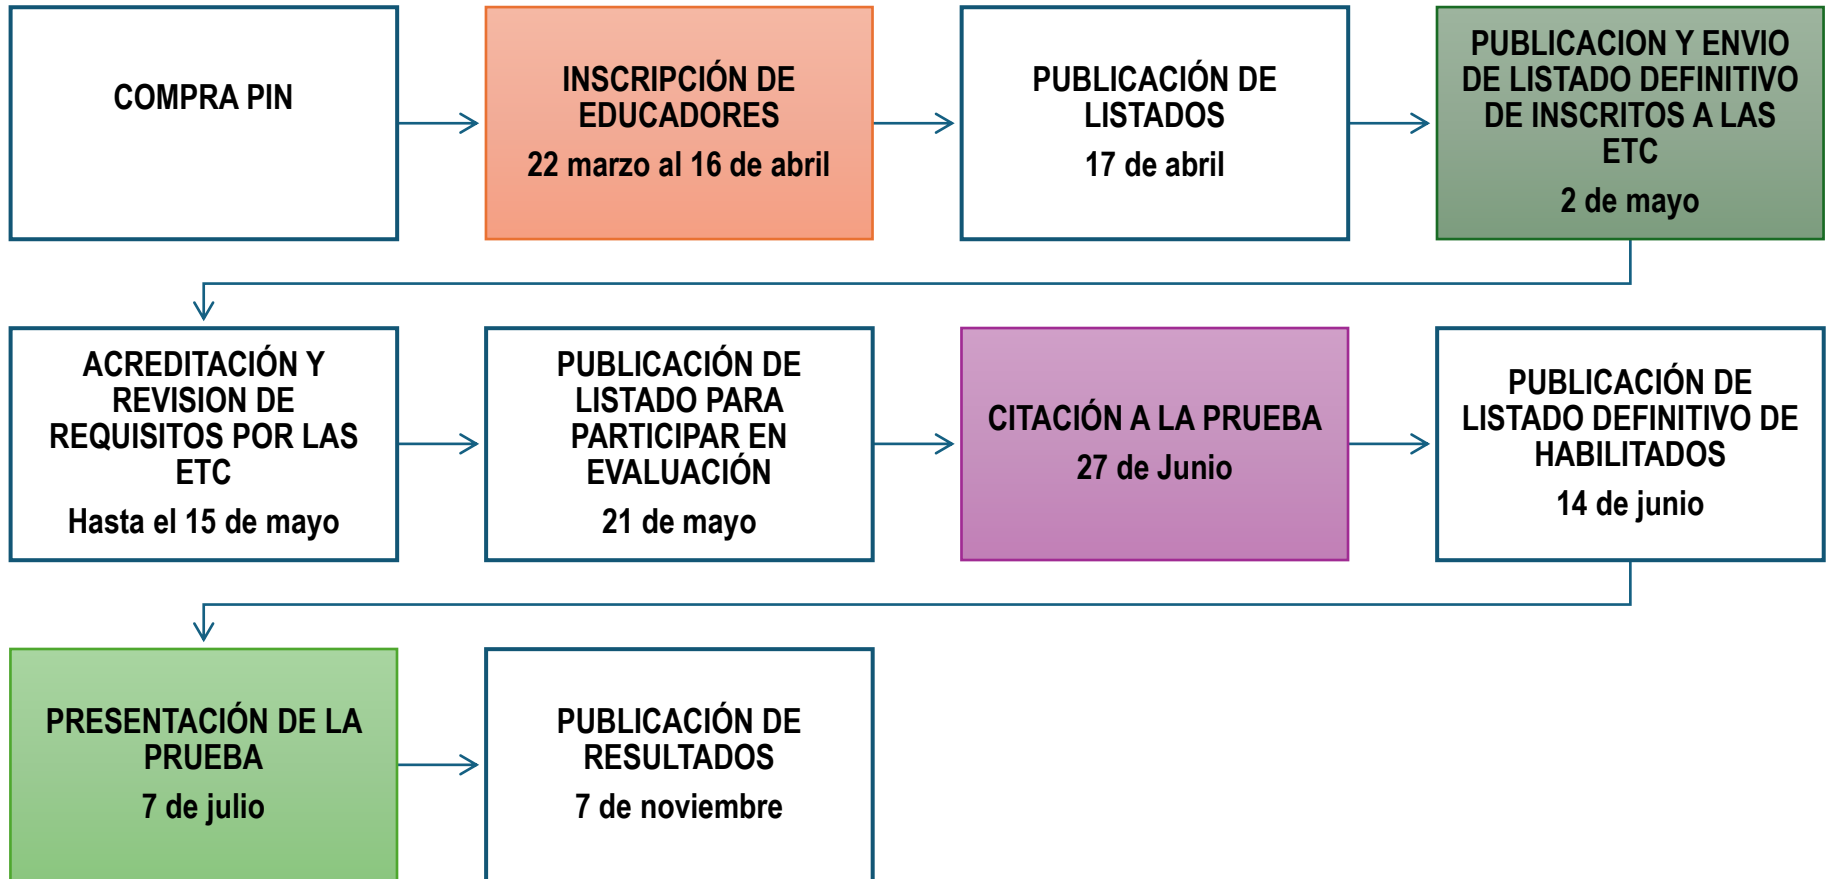 COMPRA PIN
INSCRIPCIÓN DE
EDUCADORES
22 marzo al 16 de abril
PUBLICACIÓN DE
LISTADOS
17 de abril
PUBLICACION Y ENVIO
DE LISTADO DEFINITIVO
DE INSCRITOS A LAS
ETC
2 de mayo
ACREDITACIÓN Y
REVISION DE
REQUISITOS POR LAS
ETC
Hasta el 15 de mayo
PUBLICACIÓN DE
LISTADO PARA
PARTICIPAR EN
EVALUACIÓN
21 de mayo
CITACIÓN A LA PRUEBA
27 de Junio
PUBLICACIÓN DE
LISTADO DEFINITIVO DE
HABILITADOS
14 de junio
PRESENTACIÓN DE LA
PRUEBA
7 de julio
PUBLICACIÓN DE
RESULTADOS
7 de noviembre